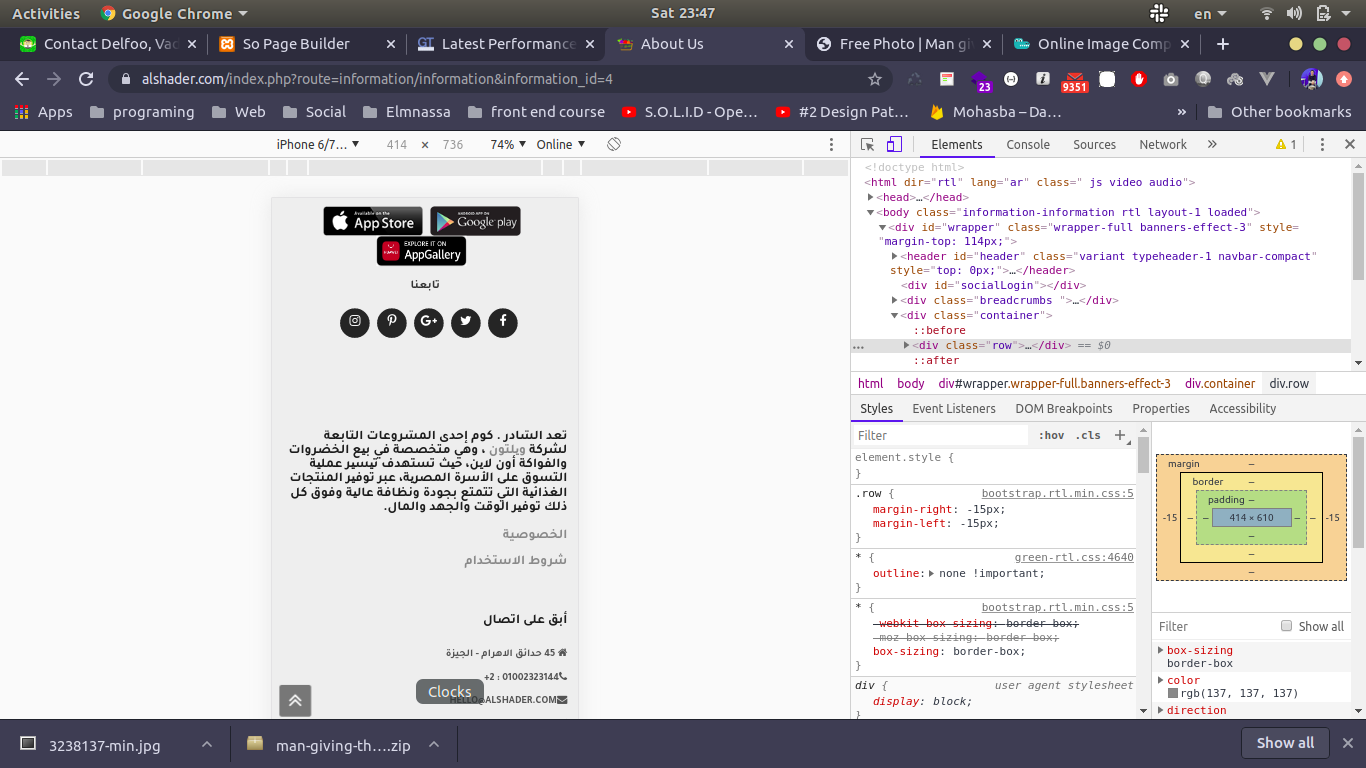 Activities
Google Chrome
Sat 23:47
en
Contact Delfoo, Vad
So Page Builder
Latest Performance
About Us
Free Photo | Man giv
Online Image Comp
alshader.com/index.php?route=information/information&information_id=4
23
9351
Apps
programing
Web
Social
Elmnassa
front end course
S.O.L.I.D - Ope…
#2 Design Pat…
Mohasba – Da…
»
Other bookmarks
iPhone 6/7… 414 × 736 74% Online
Available on the
App Store
ANDROID APP ON
Google play
EXPLORE IT ON
AppGallery
تابعنا
تعد الشادر . كوم إحدى المشروعات التابعة
لشركة ويلتون ، وهي متخصصة في بيع الخضروات
والفواكة أون لاين، حيث تستهدف تيسير عملية
التسوق على الأسرة المصرية، عبر توفير المنتجات
الغذائية التي تتمتع بجودة ونظافة عالية وفوق كل
ذلك توفير الوقت والجهد والمال.
الخصوصية
شروط الاستخدام
أبق على اتصال
45 حدائق الاهرام - الجيزة
2+ : 01002323144
HELLO@ALSHADER.COM
Clocks
Elements Console Sources Network » 1
<!doctype html>
<html dir="rtl" lang="ar" class=" js video audio">
<head>…</head>
<body class="information-information rtl layout-1 loaded">
<div id="wrapper" class="wrapper-full banners-effect-3" style=
"margin-top: 114px;">
<header id="header" class="variant typeheader-1 navbar-compact"
style="top: 0px;">…</header>
<div id="socialLogin"></div>
<div class="breadcrumbs ">…</div>
<div class="container">
::before
… <div class="row">…</div> == $0
::after
html body div#wrapper.wrapper-full.banners-effect-3 div.container div.row
Styles Event Listeners DOM Breakpoints Properties Accessibility
Filter :hov .cls +
element.style {
}
.row { bootstrap.rtl.min.css:5
margin-right: -15px;
margin-left: -15px;
}
* { green-rtl.css:4640
outline: none !important;
}
* { bootstrap.rtl.min.css:5
-webkit-box-sizing: border-box;
-moz-box-sizing: border-box;
box-sizing: border-box;
}
div { user agent stylesheet
display: block;
}
margin –
border –
padding –
-15 – – 414 × 610 – – -15
–
–
–
Filter Show all
box-sizing
border-box
color
rgb(137, 137, 137)
direction
3238137-min.jpg
man-giving-th….zip
Show all